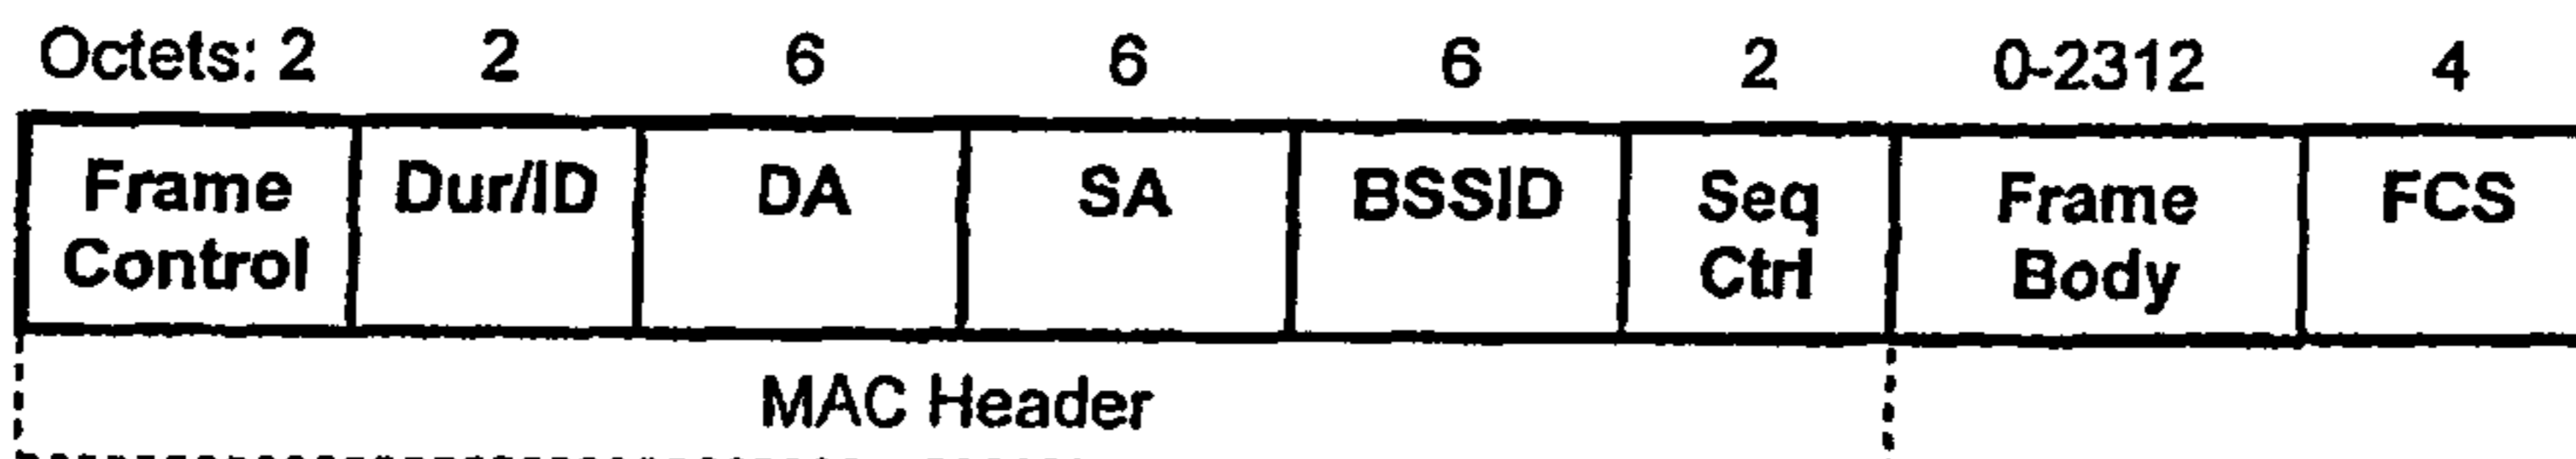 Octets: 2 2 6 6 6 2 0-2312 4
Frame Control Dur/ID DA SA BSSID Seq Ctrl Frame Body FCS
MAC Header